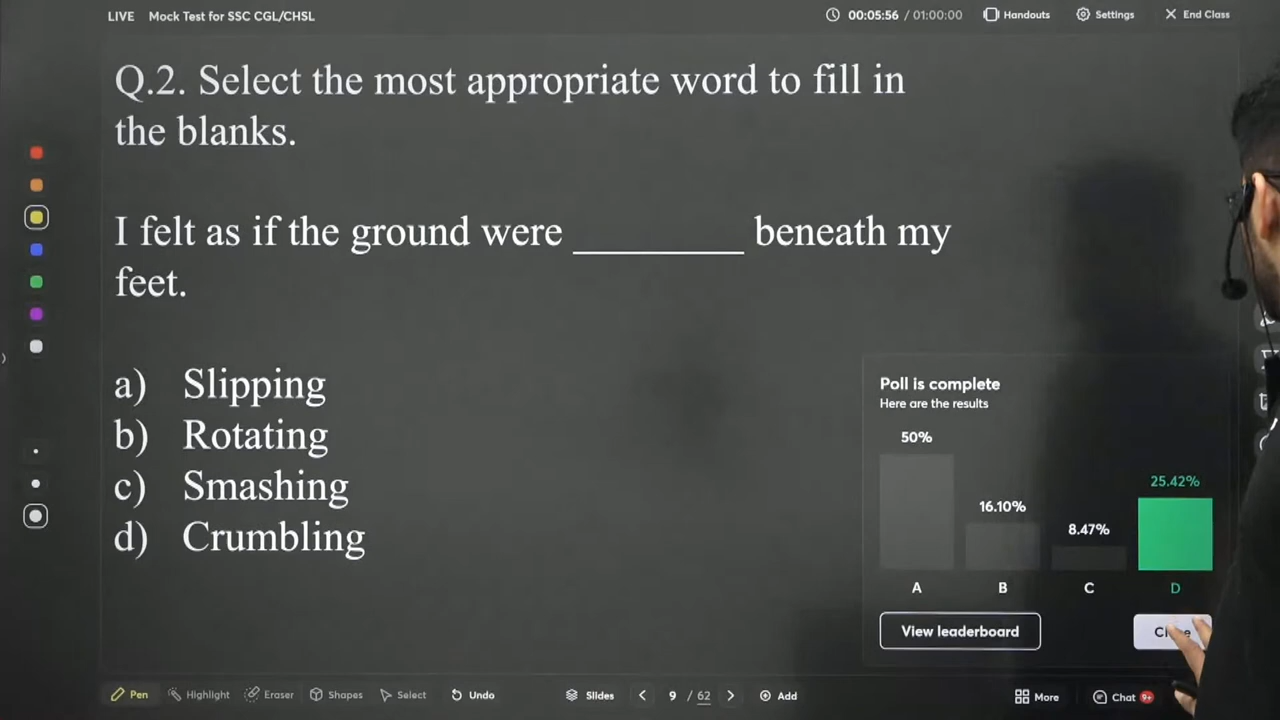 LIVE Mock Test for SSC CGL/CHSL
00:05:56 / 01:00:00 Handouts Settings End Class
Q.2. Select the most appropriate word to fill in
the blanks.
I felt as if the ground were ________ beneath my
feet.
a) Slipping
b) Rotating
c) Smashing
d) Crumbling
Poll is complete
Here are the results
50%
25.42%
16.10%
8.47%
A B C D
View leaderboard
Pen Highlight Eraser Shapes Select Undo Slides 9 / 62 Add More Chat 9+